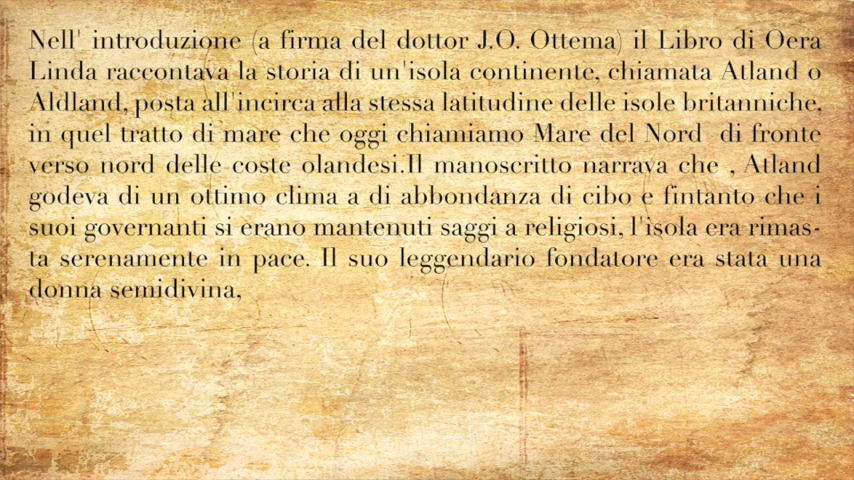 Nell' introduzione (a firma del dottor J.O. Ottema) il Libro di Oera
Linda raccontava la storia di un'isola continente, chiamata Atland o
Aldland, posta all'incirca alla stessa latitudine delle isole britanniche,
in quel tratto di mare che oggi chiamiamo Mare del Nord di fronte
verso nord delle coste olandesi.Il manoscritto narrava che , Atland
godeva di un ottimo clima a di abbondanza di cibo e fintanto che i
suoi governanti si erano mantenuti saggi a religiosi, l'isola era rimas-
ta serenamente in pace. Il suo leggendario fondatore era stata una
donna semidivina,